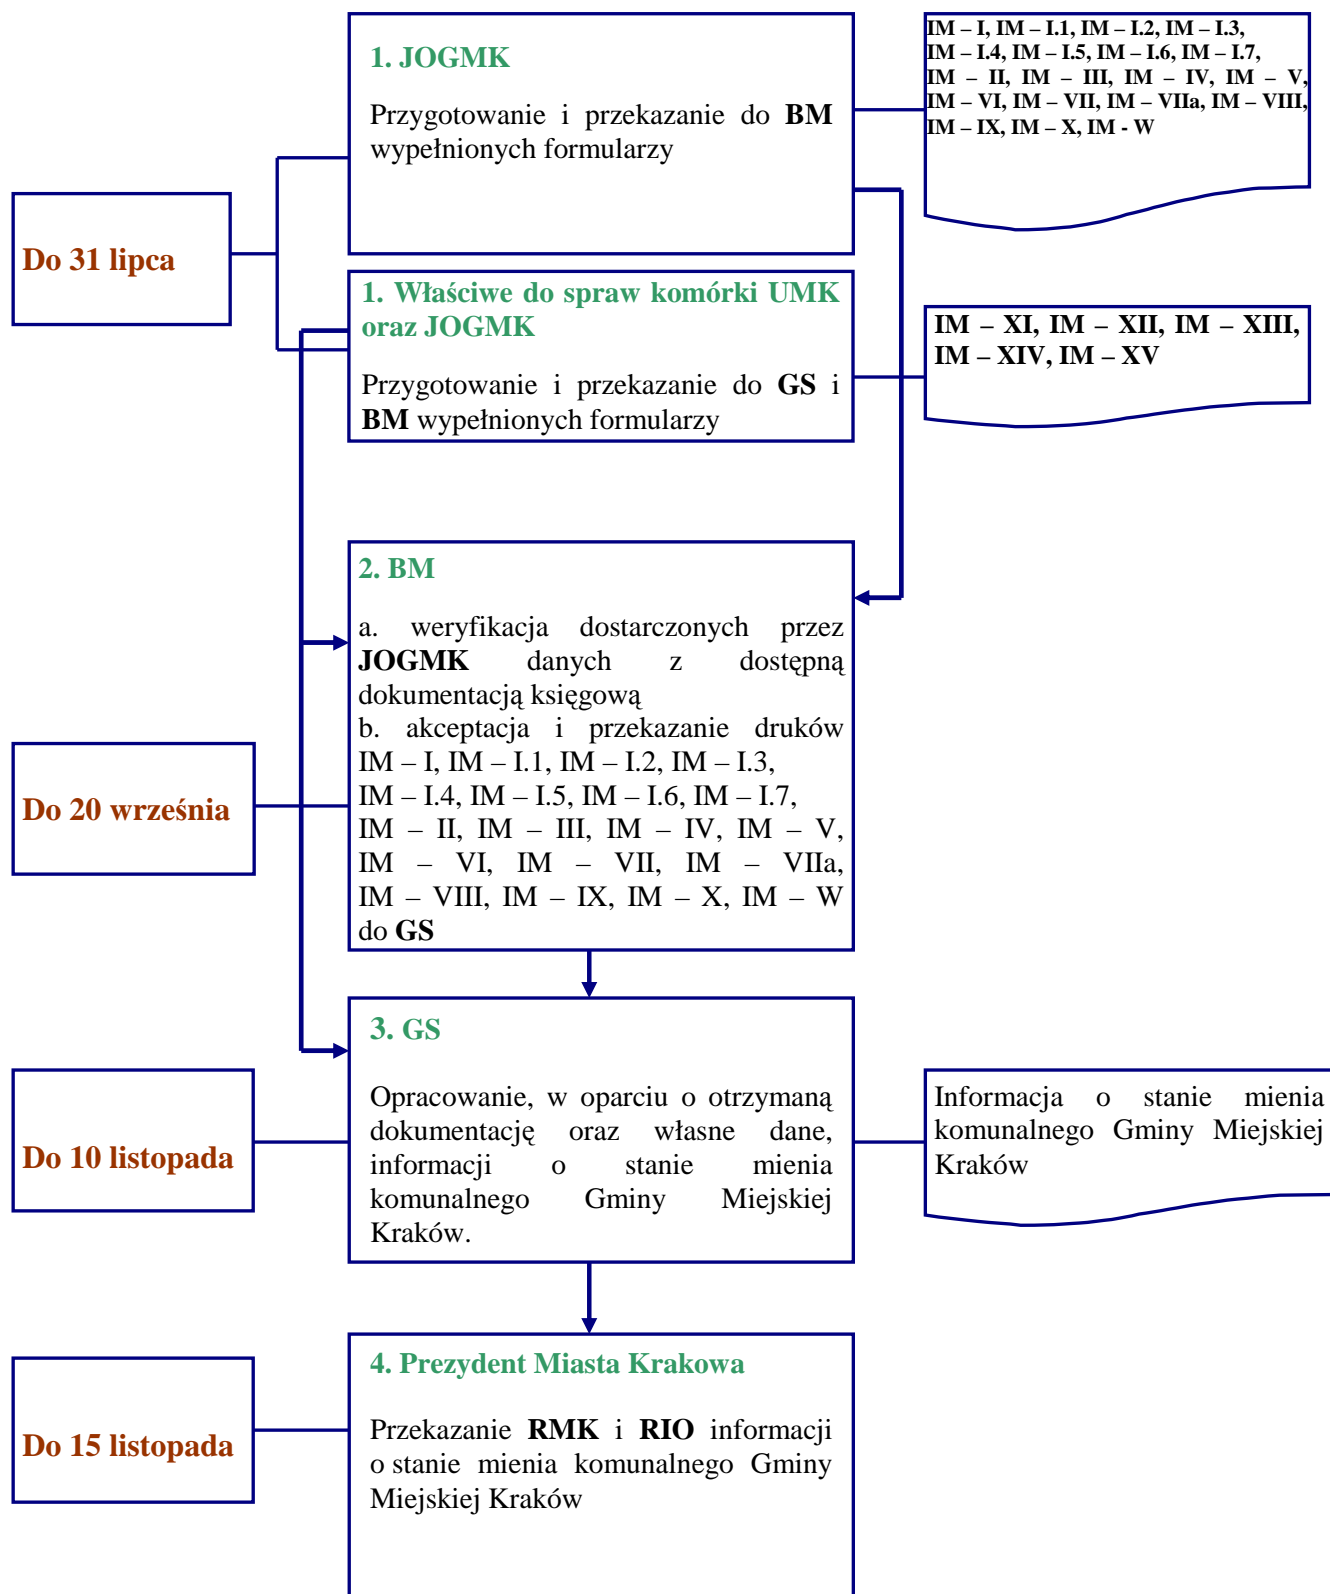 1. JOGMK
Przygotowanie i przekazanie do BM
wypełnionych formularzy
IM – I, IM – I.1, IM – I.2, IM – I.3,
IM – I.4, IM – I.5, IM – I.6, IM – I.7,
IM – II, IM – III, IM – IV, IM – V,
IM – VI, IM – VII, IM – VIIa, IM – VIII,
IM – IX, IM – X, IM - W
Do 31 lipca
1. Właściwe do spraw komórki UMK
oraz JOGMK
Przygotowanie i przekazanie do GS i
BM wypełnionych formularzy
IM – XI, IM – XII, IM – XIII,
IM – XIV, IM – XV
2. BM
a. weryfikacja dostarczonych przez
JOGMK danych z dostępną
dokumentacją księgową
b. akceptacja i przekazanie druków
IM – I, IM – I.1, IM – I.2, IM – I.3,
IM – I.4, IM – I.5, IM – I.6, IM – I.7,
IM – II, IM – III, IM – IV, IM – V,
IM – VI, IM – VII, IM – VIIa,
IM – VIII, IM – IX, IM – X, IM – W
do GS
Do 20 września
3. GS
Opracowanie, w oparciu o otrzymaną
dokumentację oraz własne dane,
informacji o stanie mienia
komunalnego Gminy Miejskiej
Kraków.
Do 10 listopada
Informacja o stanie mienia
komunalnego Gminy Miejskiej
Kraków
4. Prezydent Miasta Krakowa
Przekazanie RMK i RIO informacji
o stanie mienia komunalnego Gminy
Miejskiej Kraków
Do 15 listopada